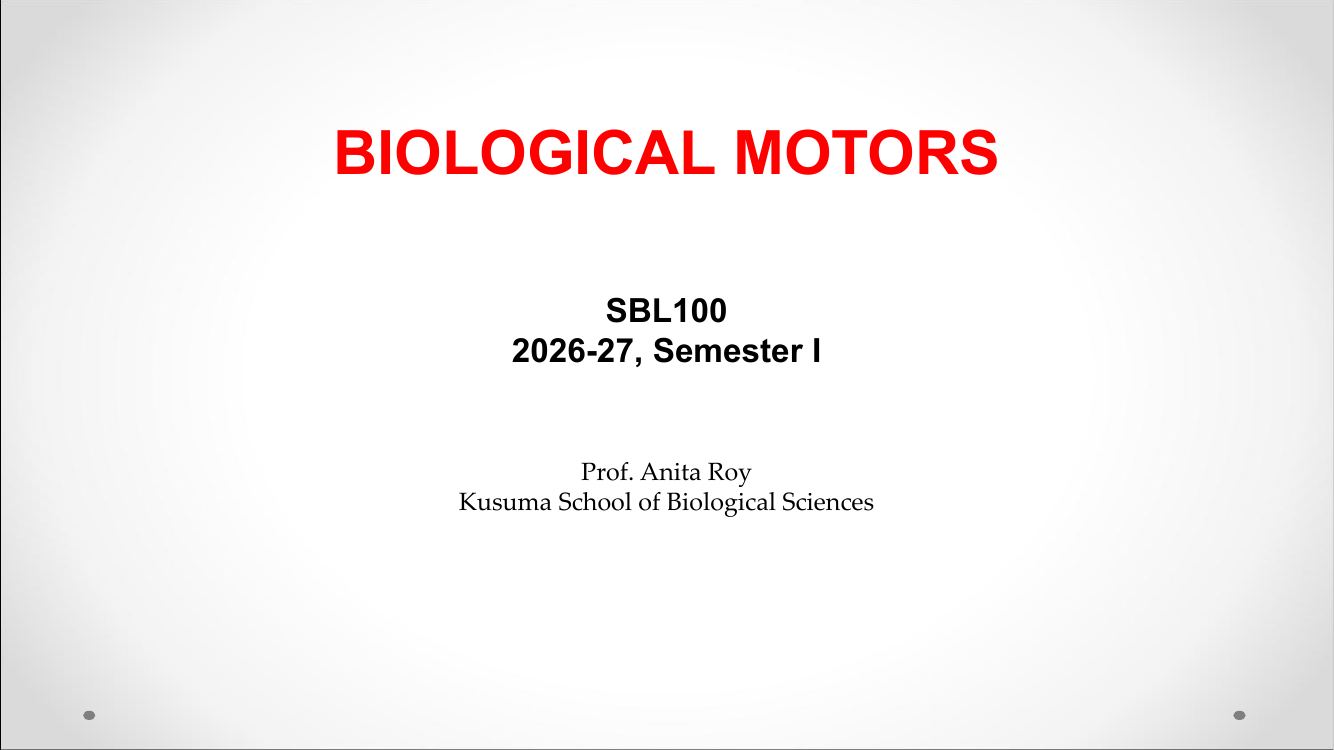 BIOLOGICAL MOTORS
SBL100
2026-27, Semester I
Prof. Anita Roy
Kusuma School of Biological Sciences